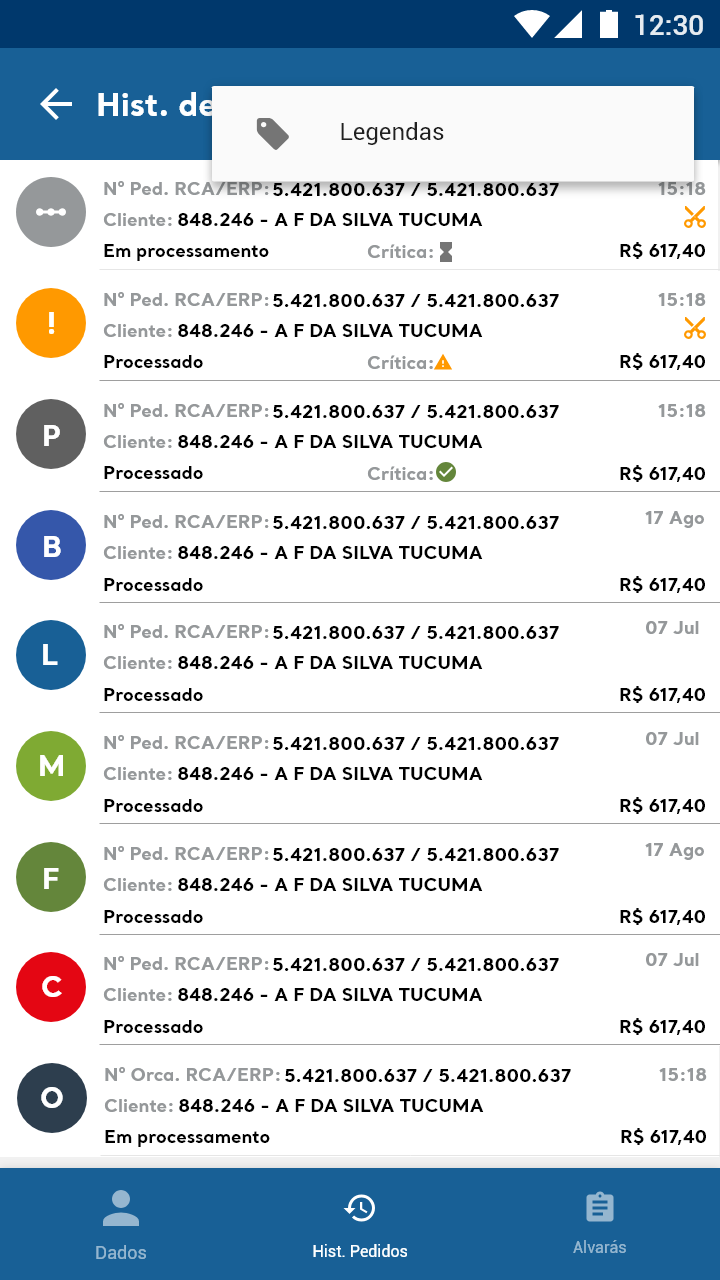 12:30
Hist. de
Legendas
N° Ped. RCA/ERP: 5.421.800.637 / 5.421.800.637 15:18
Cliente: 848.246 - A F DA SILVA TUCUMA
Em processamento Crítica: R$ 617,40
! N° Ped. RCA/ERP: 5.421.800.637 / 5.421.800.637 15:18
Cliente: 848.246 - A F DA SILVA TUCUMA
Processado Crítica: R$ 617,40
P N° Ped. RCA/ERP: 5.421.800.637 / 5.421.800.637 15:18
Cliente: 848.246 - A F DA SILVA TUCUMA
Processado Crítica: R$ 617,40
B N° Ped. RCA/ERP: 5.421.800.637 / 5.421.800.637 17 Ago
Cliente: 848.246 - A F DA SILVA TUCUMA
Processado R$ 617,40
L N° Ped. RCA/ERP: 5.421.800.637 / 5.421.800.637 07 Jul
Cliente: 848.246 - A F DA SILVA TUCUMA
Processado R$ 617,40
M N° Ped. RCA/ERP: 5.421.800.637 / 5.421.800.637 07 Jul
Cliente: 848.246 - A F DA SILVA TUCUMA
Processado R$ 617,40
F N° Ped. RCA/ERP: 5.421.800.637 / 5.421.800.637 17 Ago
Cliente: 848.246 - A F DA SILVA TUCUMA
Processado R$ 617,40
C N° Ped. RCA/ERP: 5.421.800.637 / 5.421.800.637 07 Jul
Cliente: 848.246 - A F DA SILVA TUCUMA
Processado R$ 617,40
O N° Orca. RCA/ERP: 5.421.800.637 / 5.421.800.637 15:18
Cliente: 848.246 - A F DA SILVA TUCUMA
Em processamento R$ 617,40
Dados Hist. Pedidos Alvarás